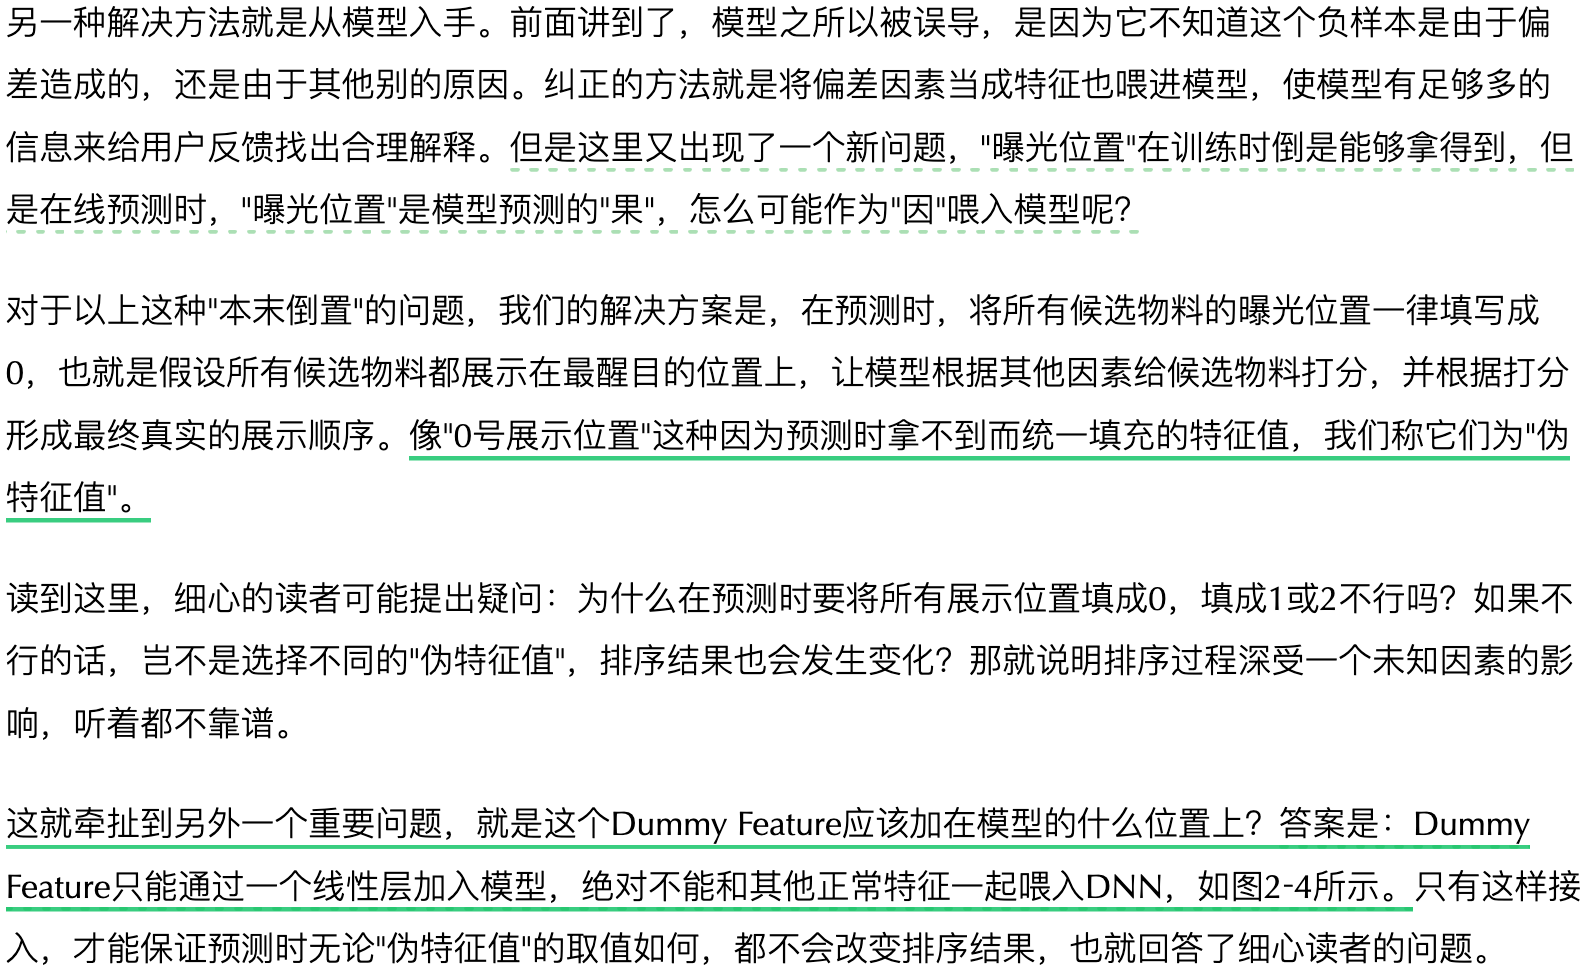 另一种解决方法就是从模型入手。前面讲到了，模型之所以被误导，是因为它不知道这个负样本是由于偏
差造成的，还是由于其他别的原因。纠正的方法就是将偏差因素当成特征也喂进模型，使模型有足够多的
信息来给用户反馈找出合理解释。但是这里又出现了一个新问题，"曝光位置"在训练时倒是能够拿得到，但
是在线预测时，"曝光位置"是模型预测的"果"，怎么可能作为"因"喂入模型呢？
对于以上这种"本末倒置"的问题，我们的解决方案是，在预测时，将所有候选物料的曝光位置一律填写成
0，也就是假设所有候选物料都展示在最醒目的位置上，让模型根据其他因素给候选物料打分，并根据打分
形成最终真实的展示顺序。像"0号展示位置"这种因为预测时拿不到而统一填充的特征值，我们称它们为"伪
特征值"。
读到这里，细心的读者可能提出疑问：为什么在预测时要将所有展示位置填成0，填成1或2不行吗？如果不
行的话，岂不是选择不同的"伪特征值"，排序结果也会发生变化？那就说明排序过程深受一个未知因素的影
响，听着都不靠谱。
这就牵扯到另外一个重要问题，就是这个Dummy Feature应该加在模型的什么位置上？答案是：Dummy
Feature只能通过一个线性层加入模型，绝对不能和其他正常特征一起喂入DNN，如图2-4所示。只有这样接
入，才能保证预测时无论"伪特征值"的取值如何，都不会改变排序结果，也就回答了细心读者的问题。